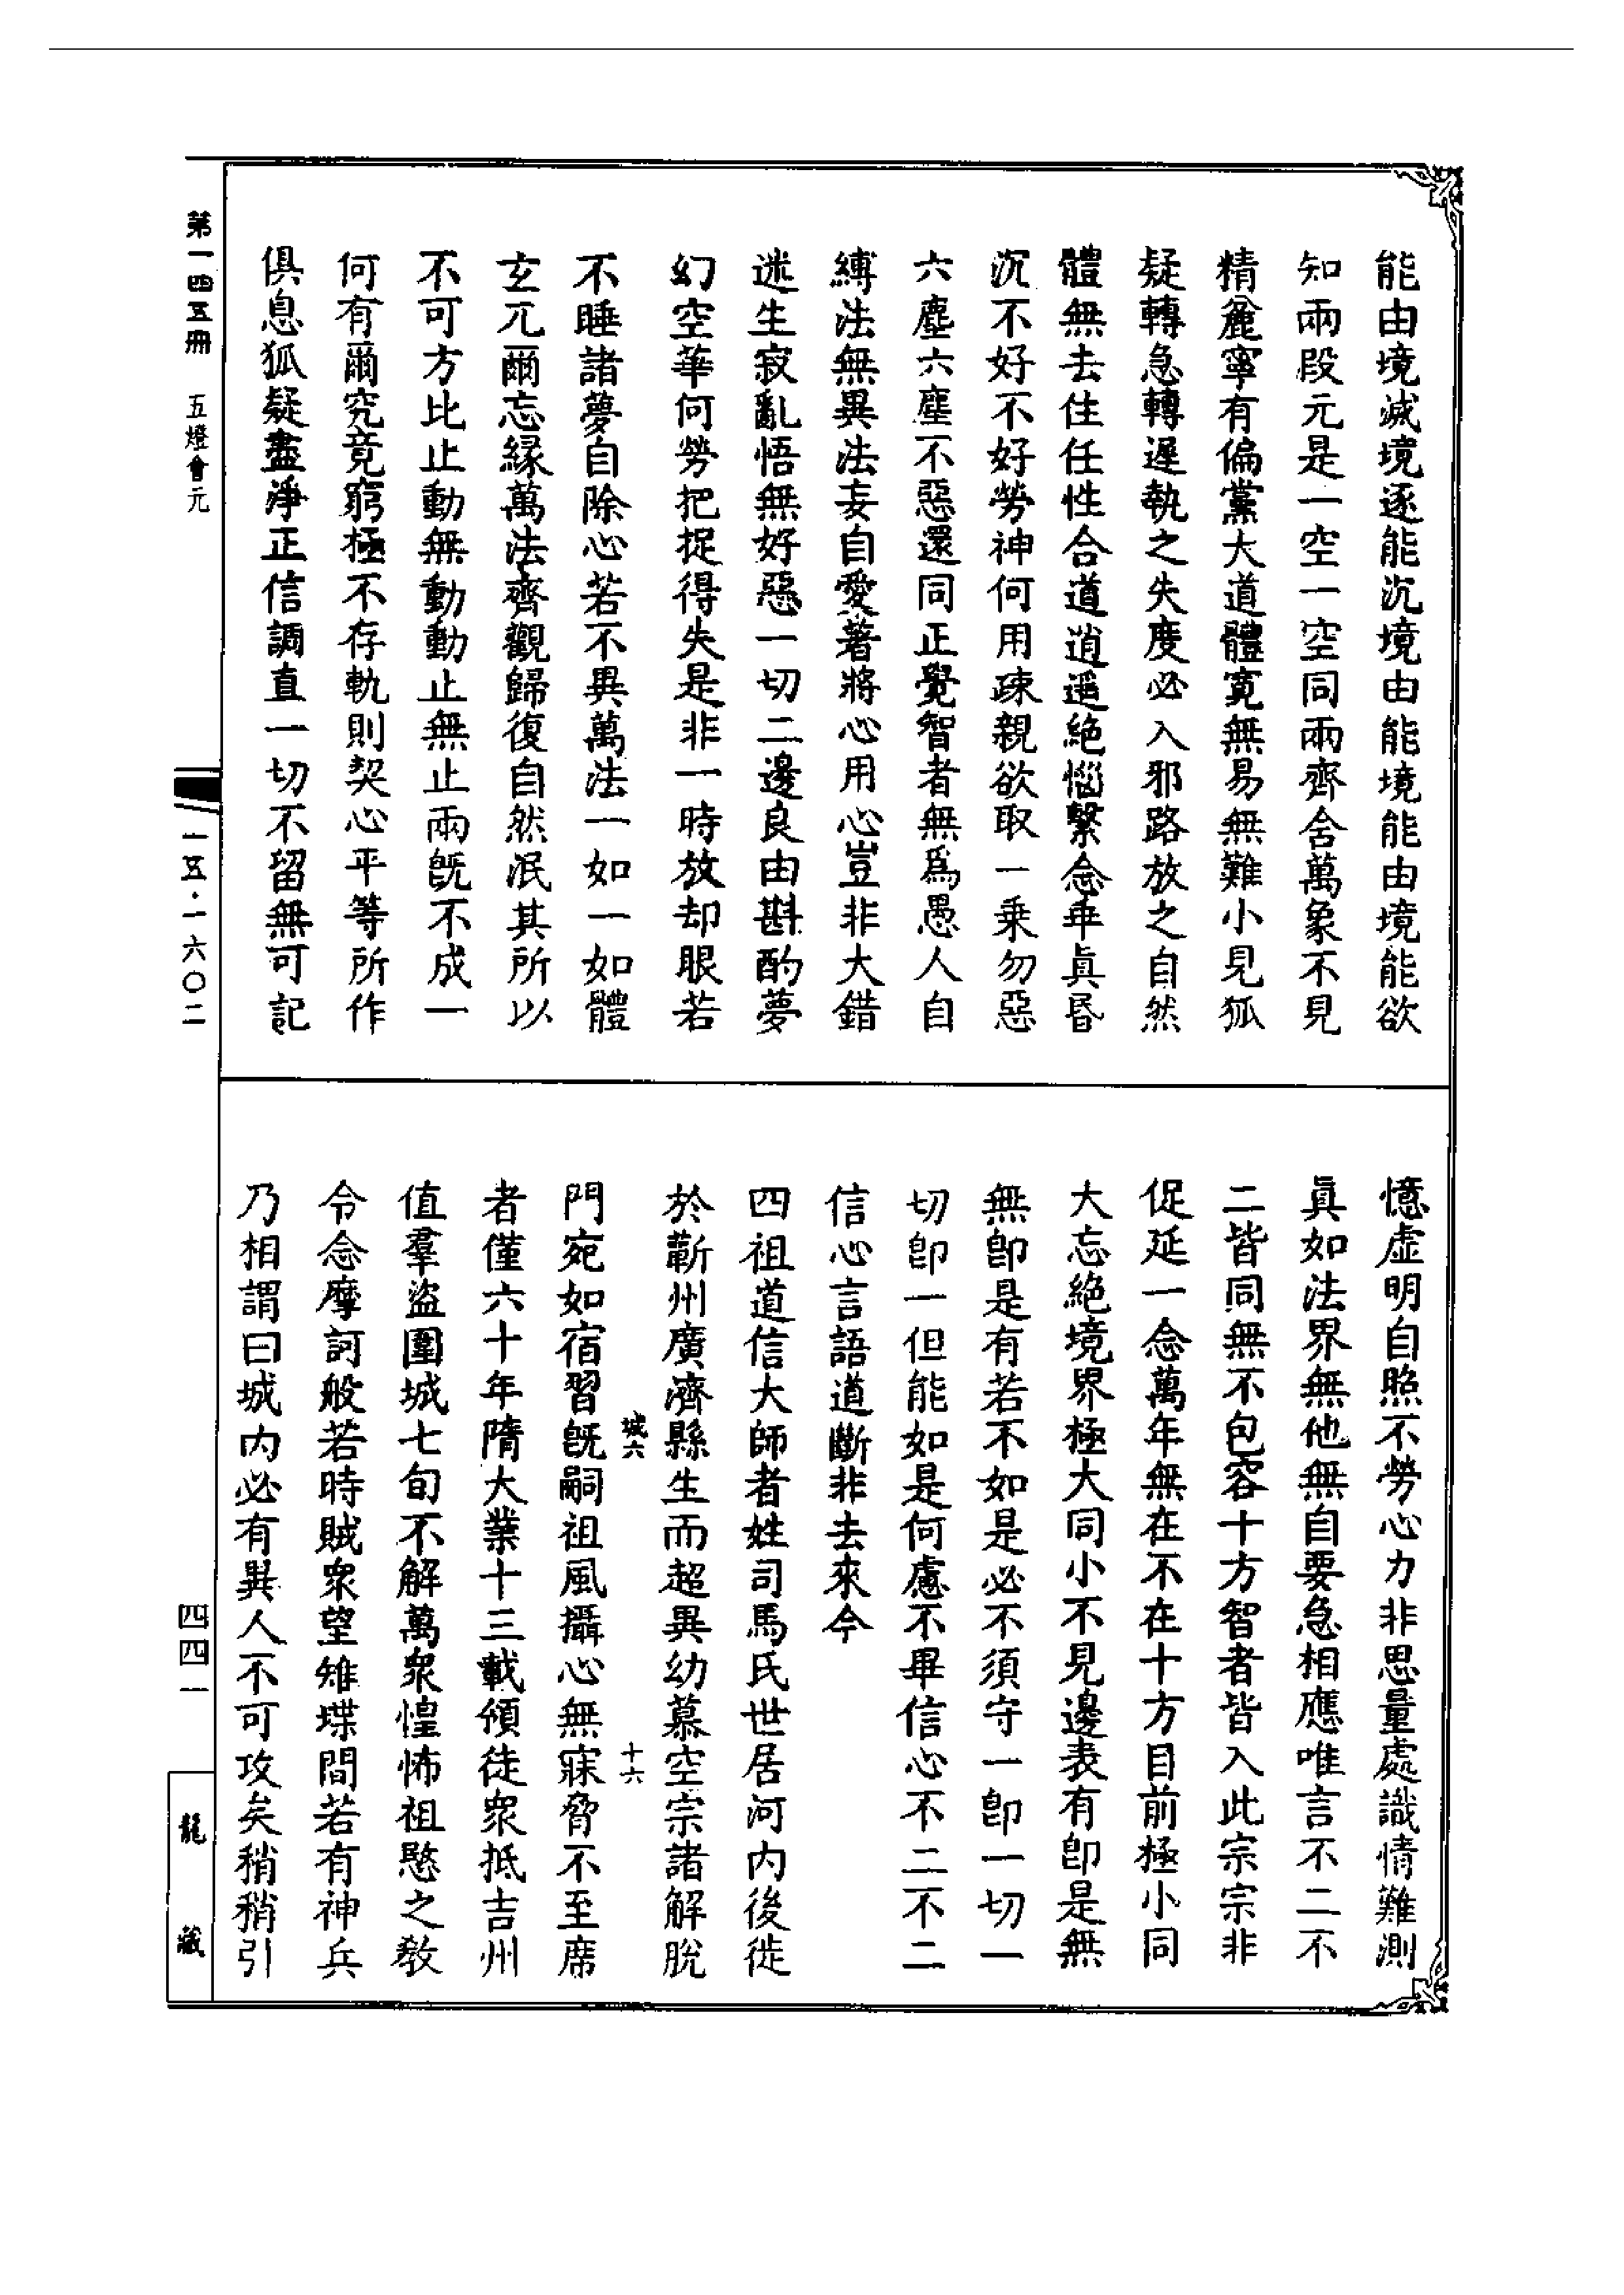 能由境滅境逐能沉境由能境能由境能欲
知兩段元是一空一空同兩齊含萬象不見
精麤寧有偏黨大道體寛無易無難小見狐
疑轉急轉遲執之失度必入邪路放之自然
體無去住任性合道逍遥絶惱繫念乖眞昏
沉不好不好勞神何用疎親欲取一乗勿惡
六塵六塵不惡還同正覺智者無爲愚人自
縛法無異法妄自愛著將心用心豈非大錯
迷生寂亂悟無好惡一切二邊良由斟酌夢
幻空華何勞把捉得失是非一時放却眼若
不睡諸夢自除心若不異萬法一如一如體
玄兀爾忘緣萬法齊觀歸復自然泯其所以
不可方比止動無動動止無止兩旣不成一
何有爾究竟窮極不存軌則契心平等所作
俱息狐疑盡淨正信調直一切不留無可記
憶虛明自照不勞心力非思量處識情難測
眞如法界無他無自要急相應唯言不二不
二皆同無不包容十方智者皆入此宗宗非
促延一念萬年無在不在十方目前極小同
大忘絶境界極大同小不見邊表有卽是無
無卽是有若不如是必不須守一卽一切一
切卽一但能如是何慮不畢信心不二不二
信心言語道斷非去來今
四祖道信大師者姓司馬氏世居河内後徙
於蘄州廣濟縣生而超異幼慕空宗諸解脫
城六
十六
門宛如宿習旣嗣祖風攝心無寐脅不至席
者僅六十年隋大業十三載領徒衆抵吉州
值羣盜圍城七旬不解萬衆惶怖祖愍之教
令念摩訶般若時賊衆望雉堞間若有神兵
乃相謂曰城内必有異人不可攻矣稍稍引
第一四五冊
五燈會元
一五·一六〇二
四四一
龍藏